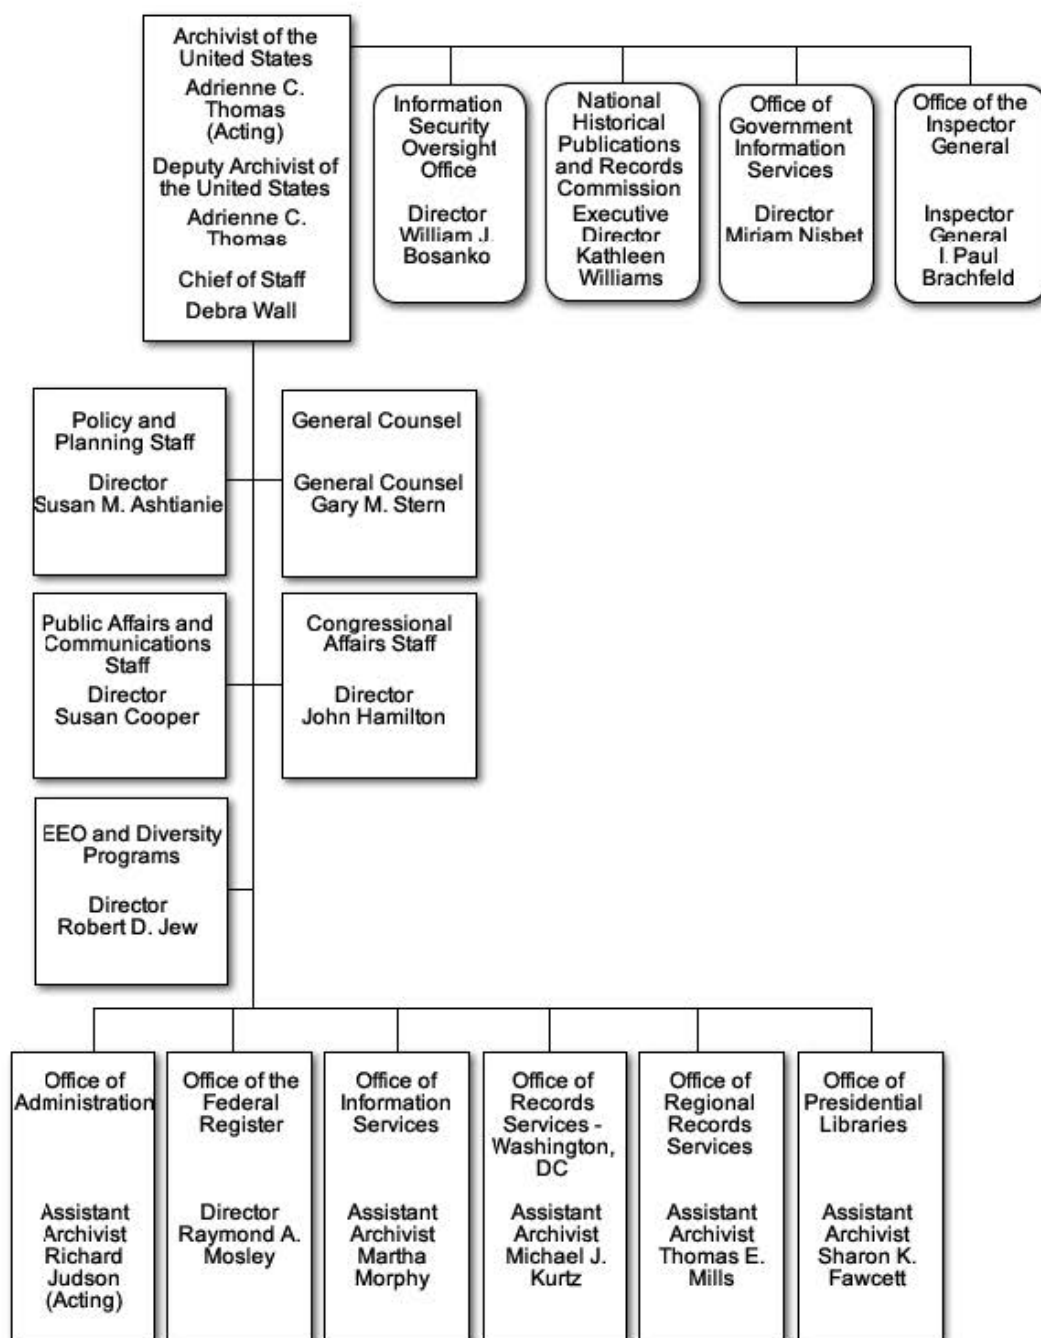 Archivist of the
United States
Adrienne C.
Thomas
(Acting)
Deputy Archivist of
the United States
Adrienne C.
Thomas
Chief of Staff
Debra Wall
Information
Security
Oversight
Office
Director
William J.
Bosanko
National
Historical
Publications
and Records
Commission
Executive
Director
Kathleen
Williams
Office of
Government
Information
Services
Director
Miriam Nisbet
Office of the
Inspector
General
Inspector
General
I. Paul
Brachfeld
Policy and
Planning Staff
Director
Susan M. Ashtianie
General Counsel
General Counsel
Gary M. Stern
Public Affairs and
Communications
Staff
Director
Susan Cooper
Congressional
Affairs Staff
Director
John Hamilton
EEO and Diversity
Programs
Director
Robert D. Jew
Office of
Administration
Assistant
Archivist
Richard
Judson
(Acting)
Office of the
Federal
Register
Director
Raymond A.
Mosley
Office of
Information
Services
Assistant
Archivist
Martha
Morphy
Office of
Records
Services -
Washington,
DC
Assistant
Archivist
Michael J.
Kurtz
Office of
Regional
Records
Services
Assistant
Archivist
Thomas E.
Mills
Office of
Presidential
Libraries
Assistant
Archivist
Sharon K.
Fawcett